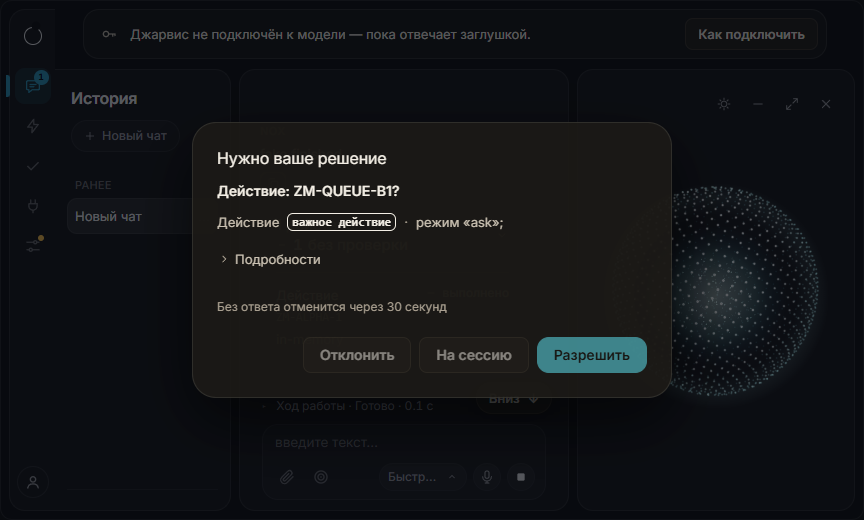 Джарвис не подключён к модели — пока отвечает заглушкой.
Как подключить
1
История
+ Новый чат
РАНЕЕ
Новый чат
Нужно ваше решение
Действие: ZM-QUEUE-B1?
Действие важное действие · режим «ask»;
Подробности
Без ответа отменится через 30 секунд
Отклонить
На сессию
Разрешить
Вниз
Ход работы · Готово · 0.1 с
введите текст...
Быстр...